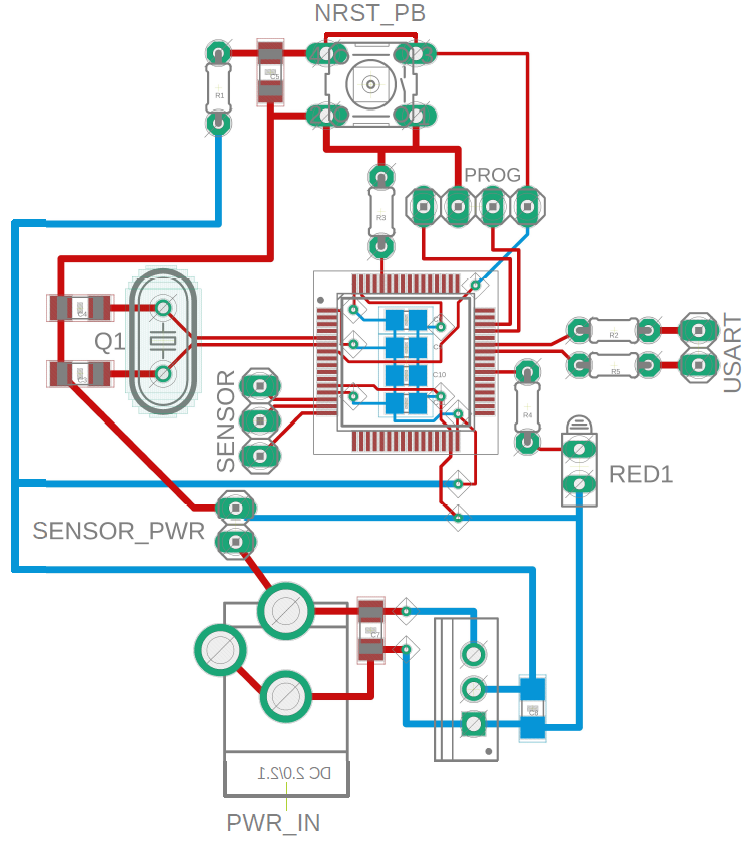 NRST_PB
C5
R1
PROG
R3
C4
Q1
C3
SENSOR
C10
R2
R5
USART
R4
RED1
SENSOR_PWR
C7
C8
DC 2.0/2.1
PWR_IN